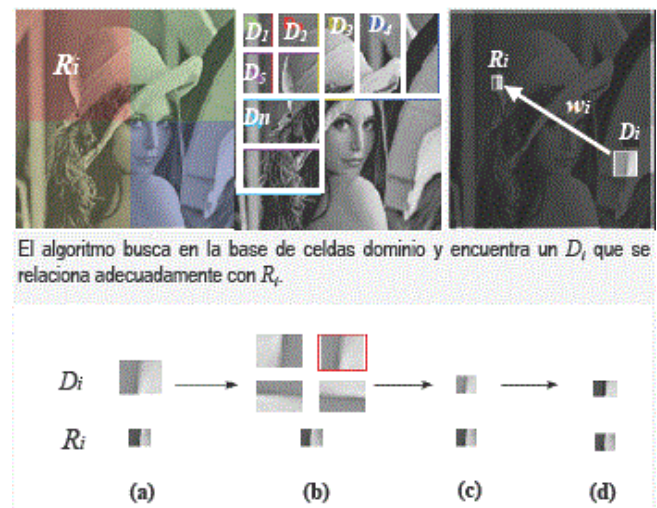 Ri
D1 D2 D3 D4
D5
Dn
Ri
wi
Di
El algoritmo busca en la base de celdas dominio y encuentra un Di que se
relaciona adecuadamente con Ri.
Di
Ri
(a) (b) (c) (d)